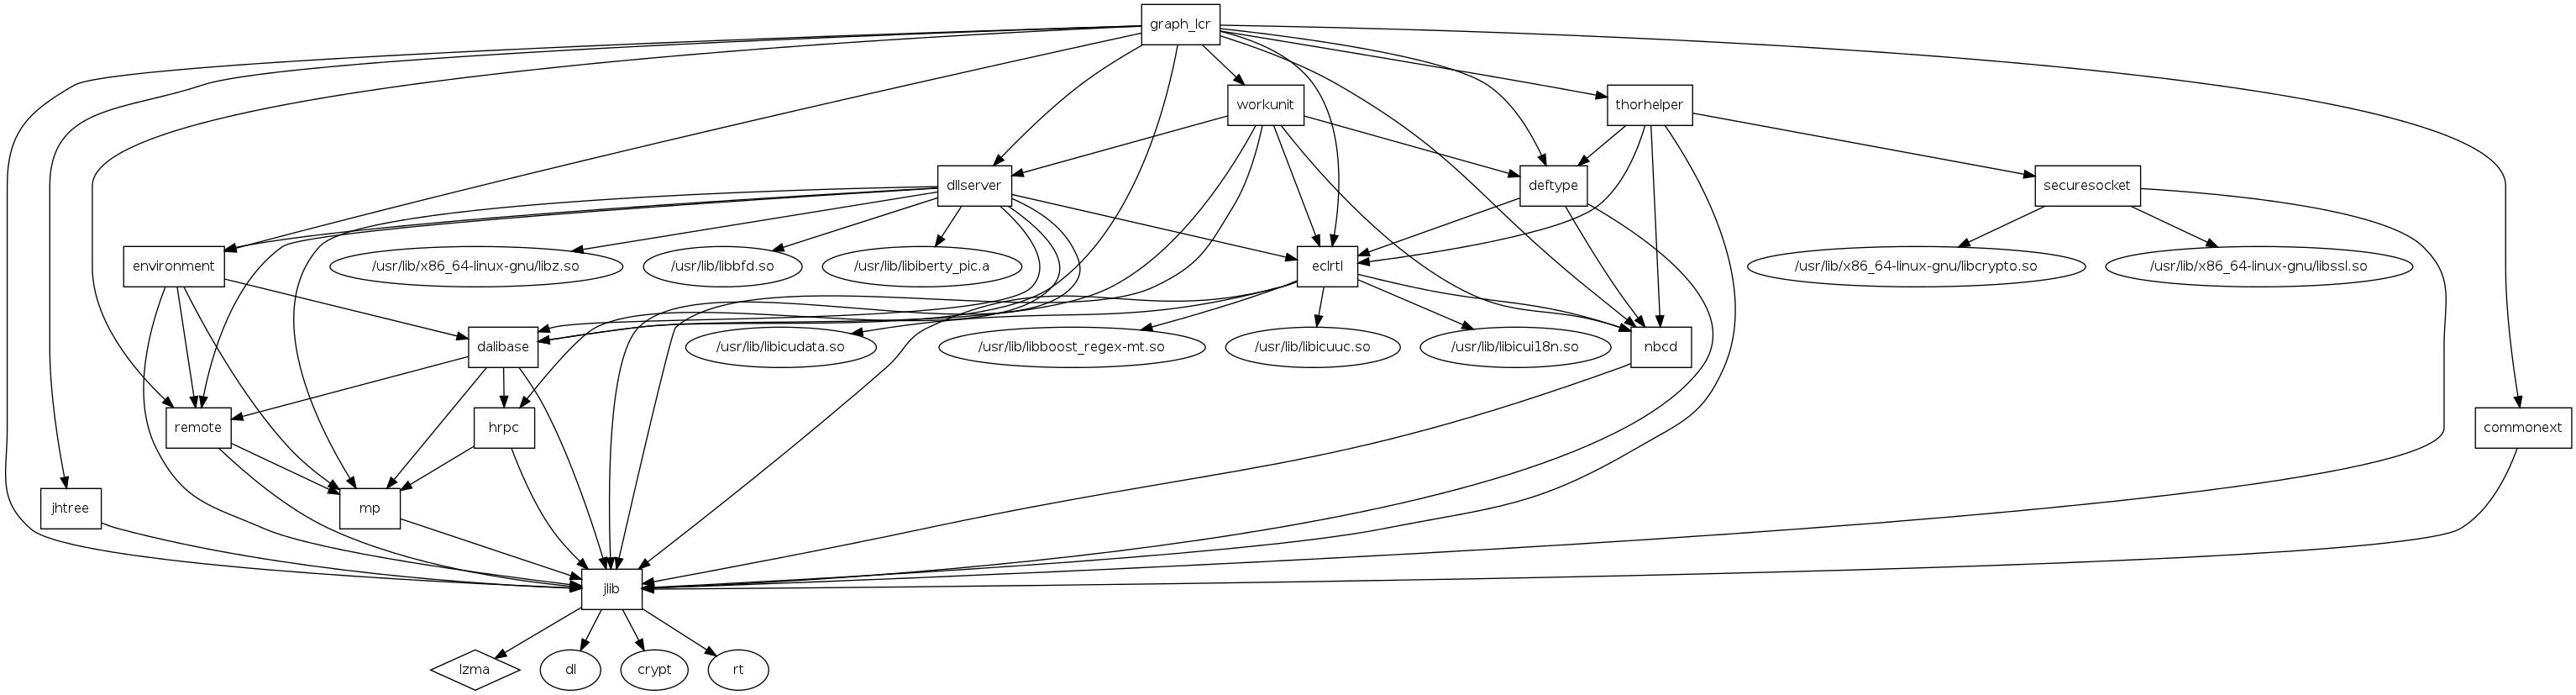 graph_lcr
workunit
thorhelper
dllserver
deftype
securesocket
environment
/usr/lib/x86_64-linux-gnu/libz.so
/usr/lib/libbfd.so
/usr/lib/libiberty_pic.a
eclrtl
/usr/lib/x86_64-linux-gnu/libcrypto.so
/usr/lib/x86_64-linux-gnu/libssl.so
dalibase
/usr/lib/libicudata.so
/usr/lib/libboost_regex-mt.so
/usr/lib/libicuuc.so
/usr/lib/libicui18n.so
nbcd
remote
hrpc
commonext
jhtree
mp
jlib
lzma
dl
crypt
rt